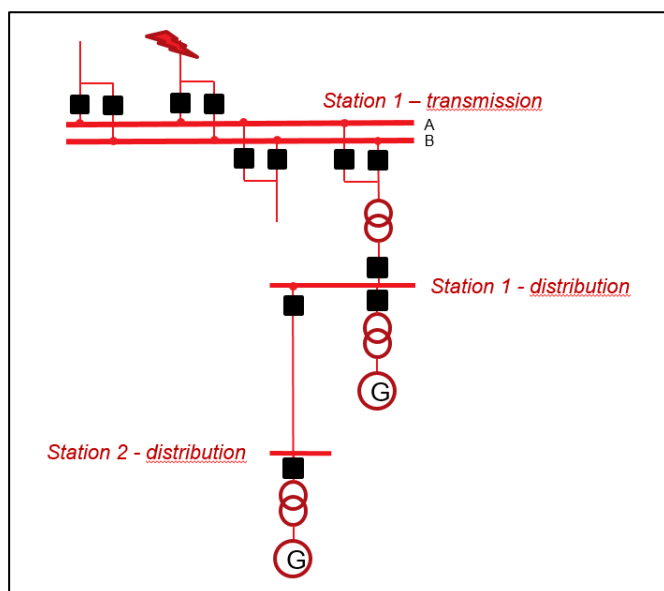 Station 1 – transmission
A
B
Station 1 - distribution
G
Station 2 - distribution
G